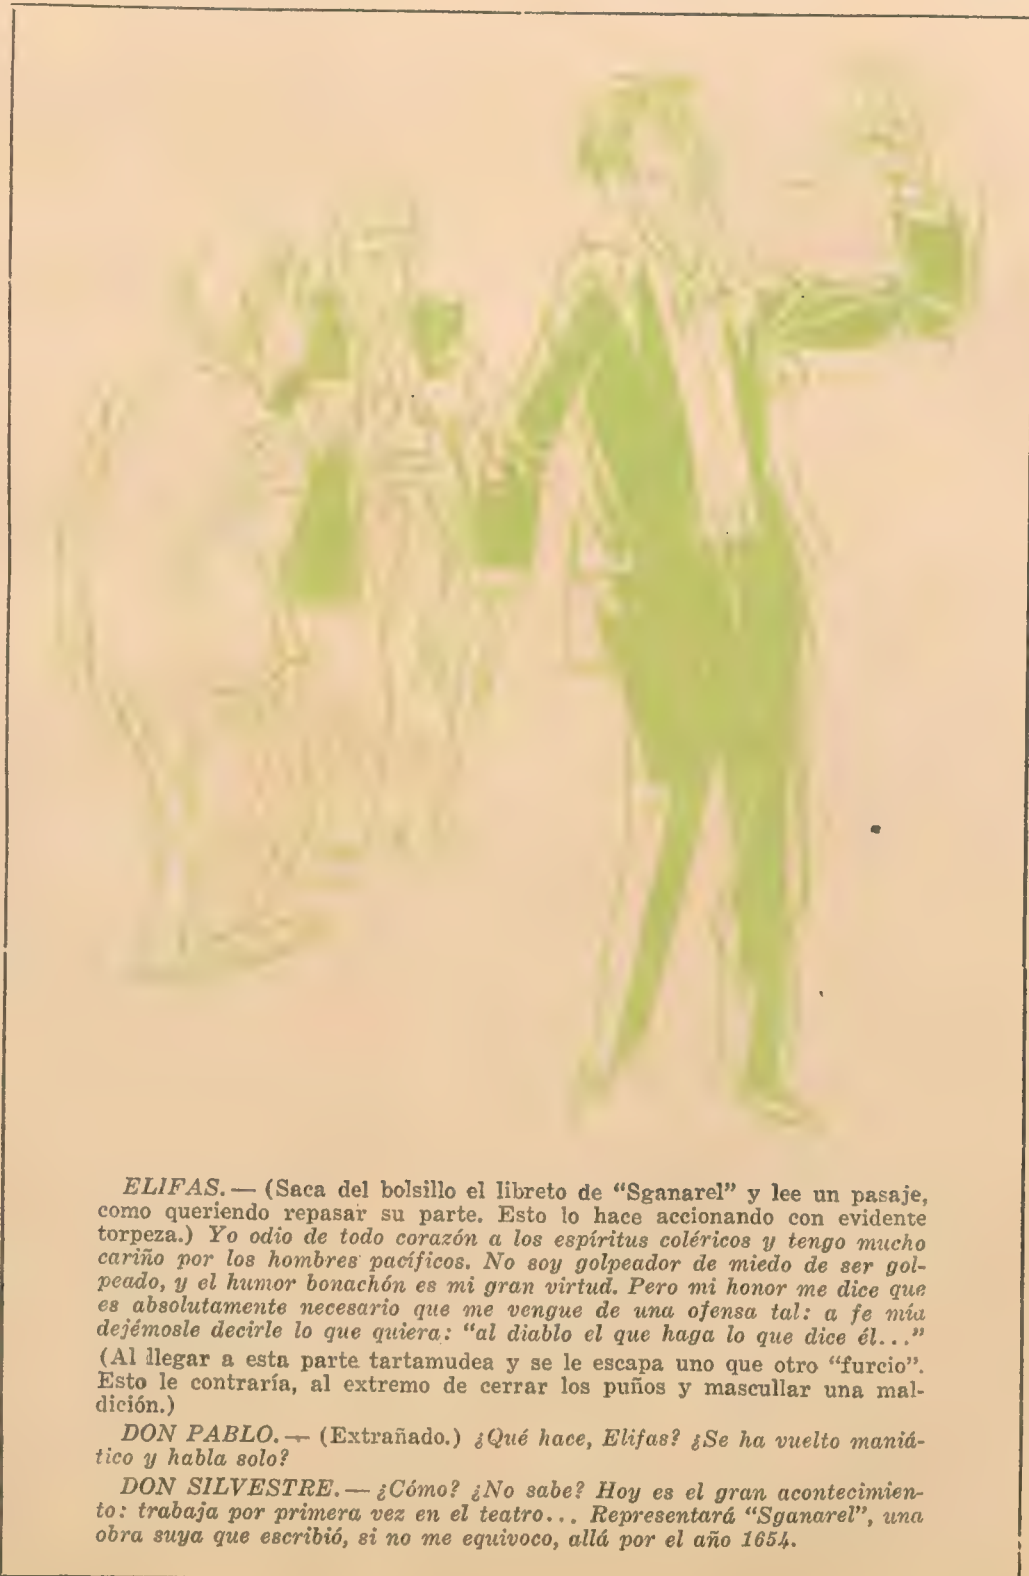 ELIFAS. — (Saca del bolsillo el libreto de “Sganarel” y lee un pasaje,
como queriendo repasar su parte. Esto lo hace accionando con evidente
torpeza.) Yo odio de todo corazón a los espíritus coléricos y tengo mucho
cariño por los hombres pacíficos. No soy golpeador de miedo de ser gol-
peado, y el humor bonachón es mi gran virtud. Pero mi honor me dice que
es absolutamente necesario que me vengue de una ofensa tal: a fe mía
dejémosle decirle lo que quiera: “al diablo el que haga lo que dice él...”
(Al llegar a esta parte tartamudea y se le escapa uno que otro “furcio”.
Esto le contraría, al extremo de cerrar los puños y mascullar una mal-
dición.)
DON PABLO. — (Extrañado.) ¿Qué hace, Elifas? ¿Se ha vuelto maniá-
tico y habla solo?
DON SILVESTRE. — ¿Cómo? ¿No sabe? Hoy es el gran acontecimien-
to: trabaja por primera vez en el teatro... Representará “Sganarel”, una
obra suya que escribió, si no me equivoco, allá por el año 1654.